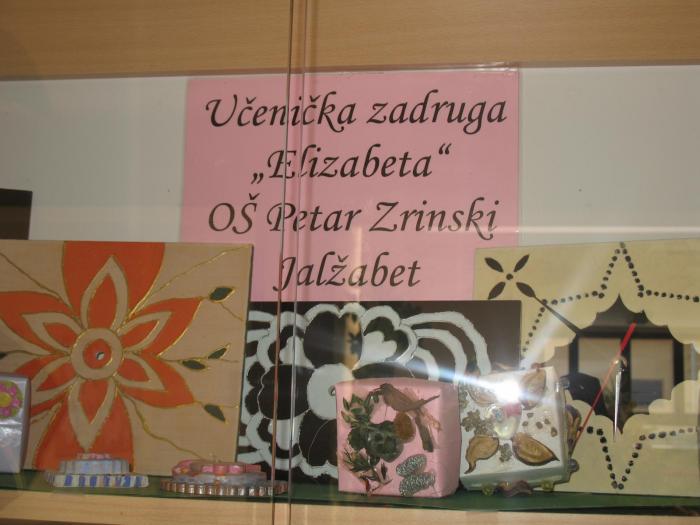 Učenička zadruga
„Elizabeta“
OŠ Petar Zrinski
Jalžabet